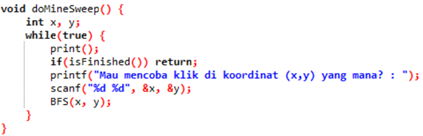 void doMineSweep() {
    int x, y;
    while(true) {
        print();
        if(isFinished()) return;
        printf("Mau mencoba klik di koordinat (x,y) yang mana? : ");
        scanf("%d %d", &x, &y);
        BFS(x, y);
    }
}